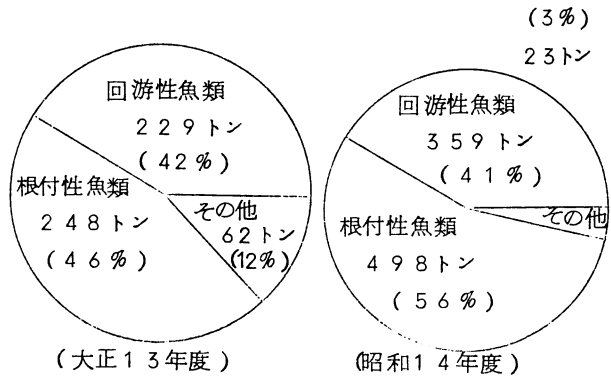 回游性魚類
229トン
(42%)
根付性魚類
248トン
(46%)
その他
62トン
(12%)
(大正13年度)
(3%)
23トン
回游性魚類
359トン
(41%)
その他
根付性魚類
498トン
(56%)
(昭和14年度)